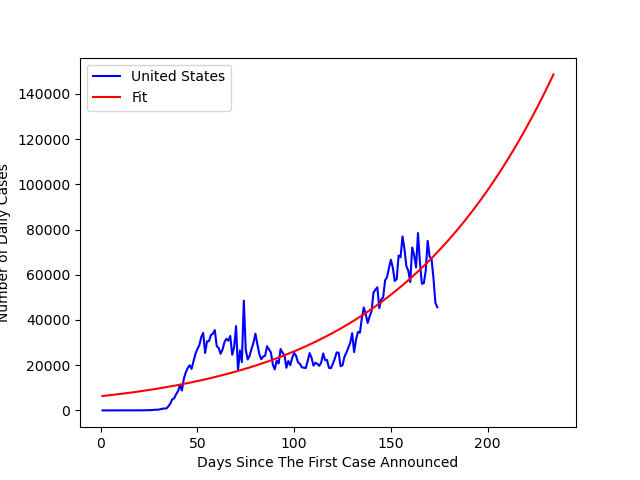 United States
Fit
140000
120000
100000
80000
60000
40000
20000
0
Number of Daily Cases
0 50 100 150 200
Days Since The First Case Announced